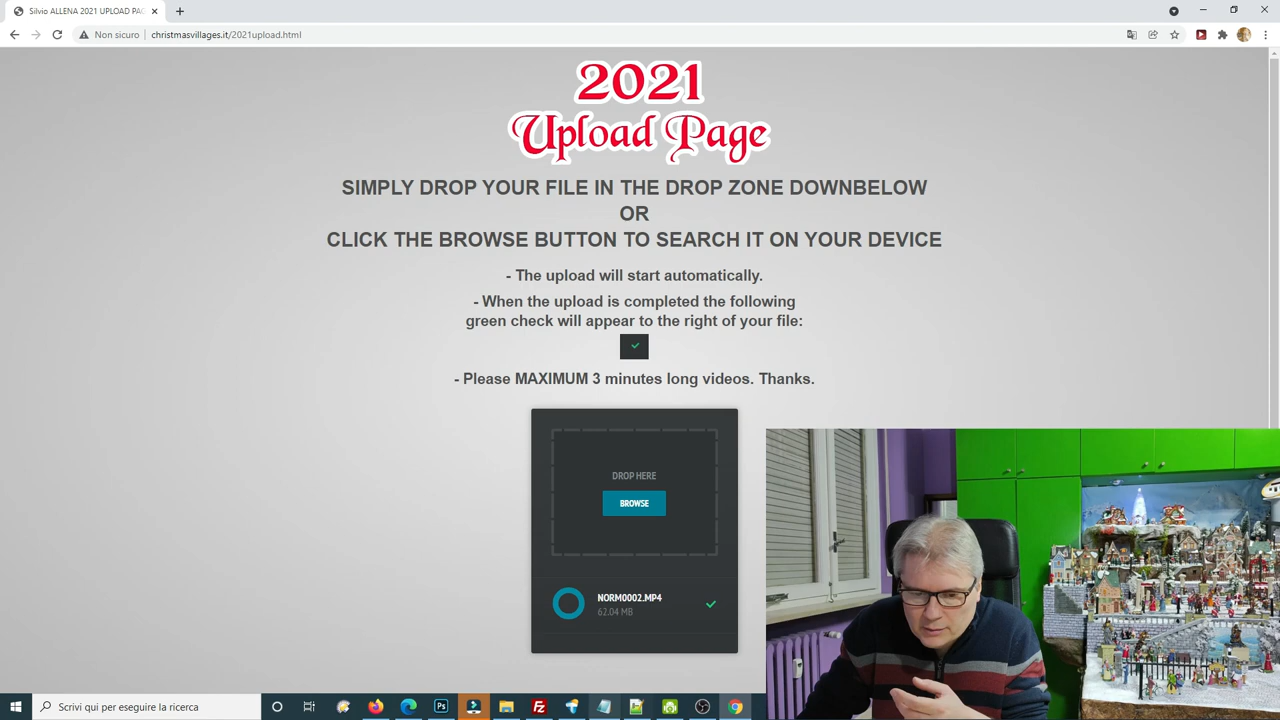 Silvio ALLENA 2021 UPLOAD PAG
Non sicuro
christmasvillages.it/2021upload.html
2021
Upload Page
SIMPLY DROP YOUR FILE IN THE DROP ZONE DOWNBELOW
OR
CLICK THE BROWSE BUTTON TO SEARCH IT ON YOUR DEVICE
- The upload will start automatically.
- When the upload is completed the following
green check will appear to the right of your file:
- Please MAXIMUM 3 minutes long videos. Thanks.
DROP HERE
BROWSE
NORM0002.MP4
62.04 MB
Scrivi qui per eseguire la ricerca
Ps
Fz